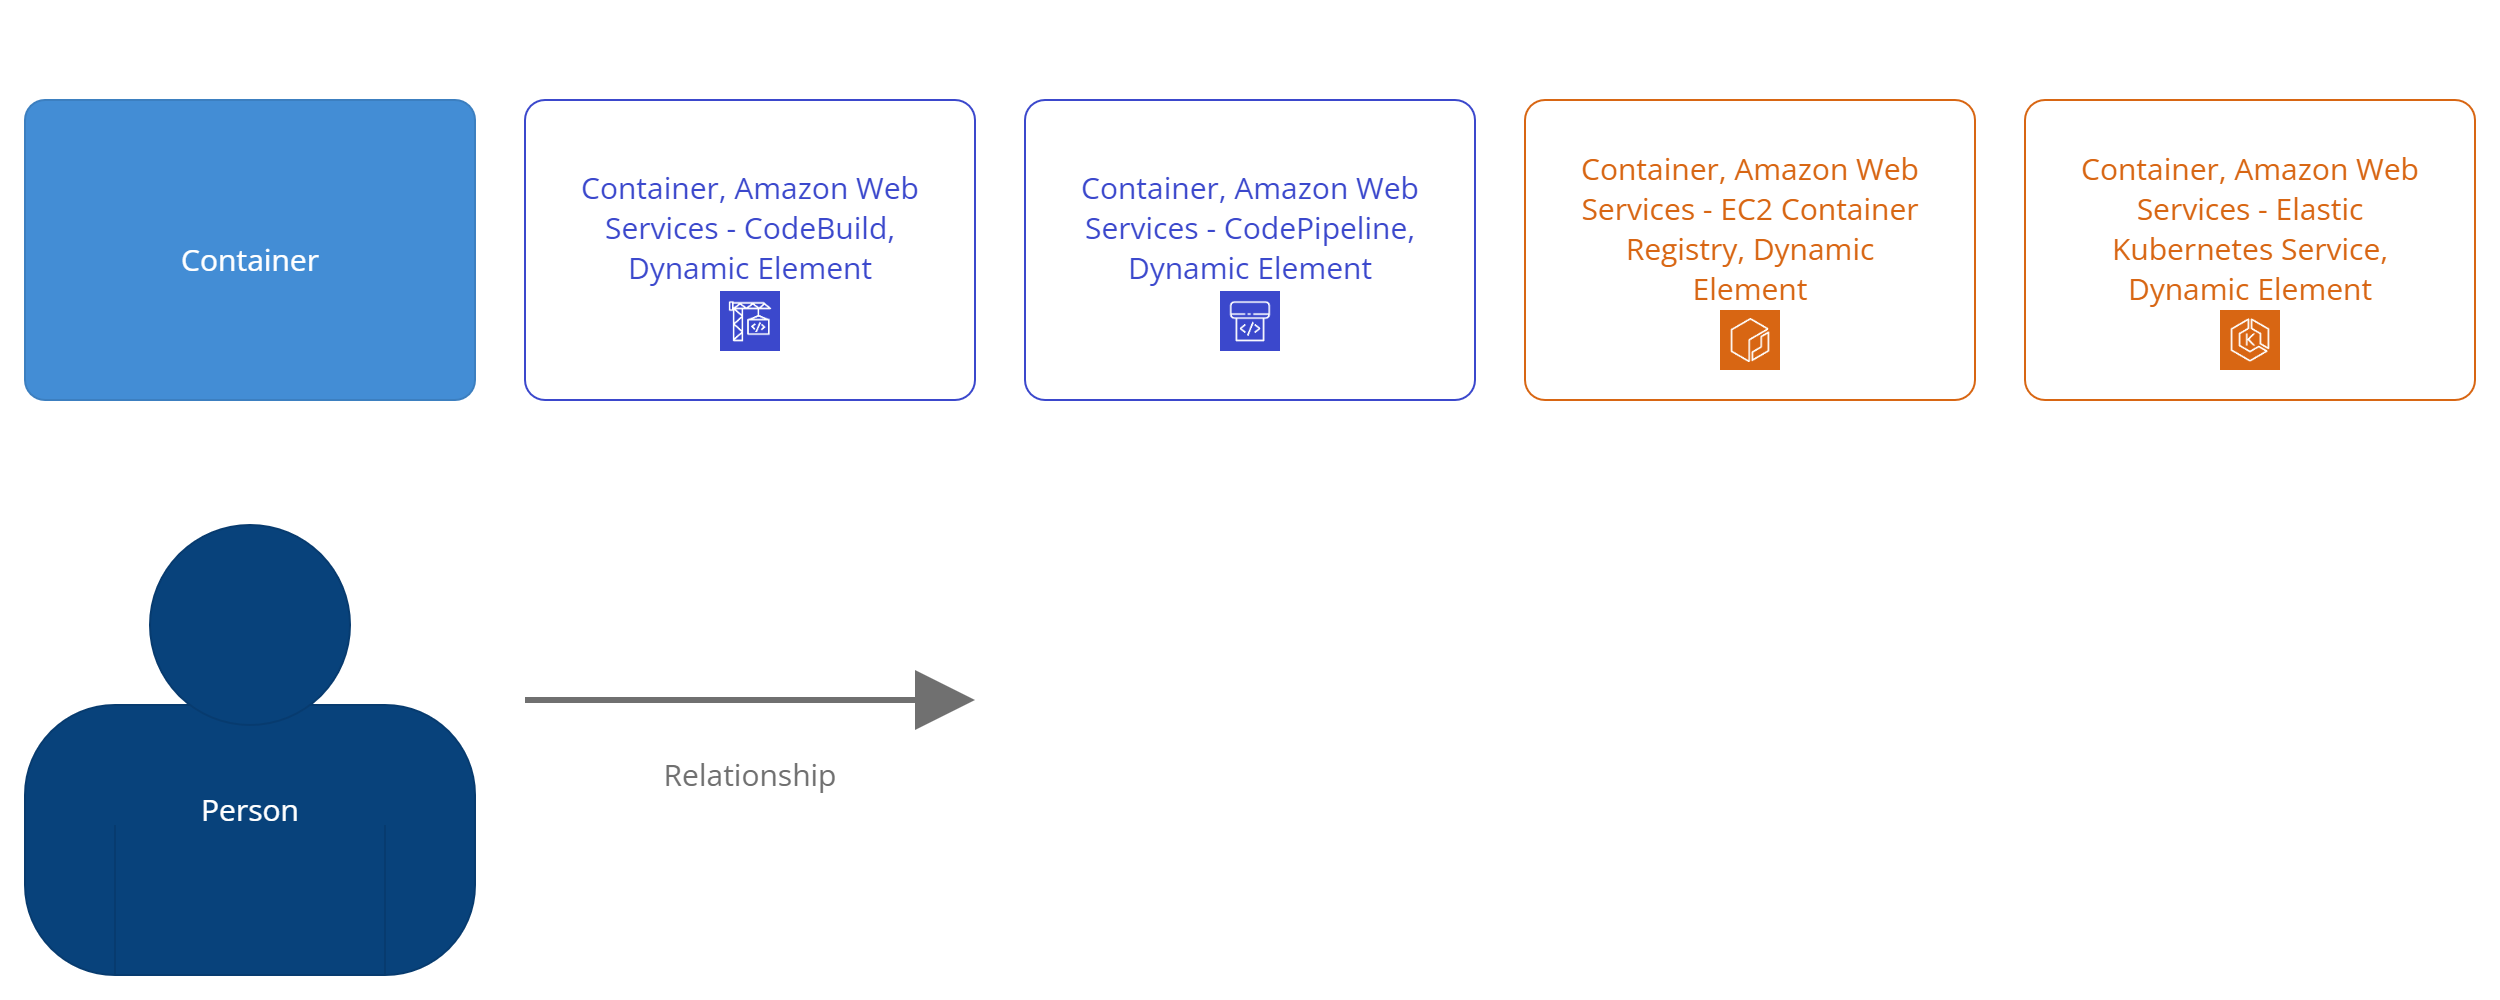 Container
Container, Amazon Web
Services - CodeBuild,
Dynamic Element
Container, Amazon Web
Services - CodePipeline,
Dynamic Element
Container, Amazon Web
Services - EC2 Container
Registry, Dynamic
Element
Container, Amazon Web
Services - Elastic
Kubernetes Service,
Dynamic Element
K
Person
Relationship